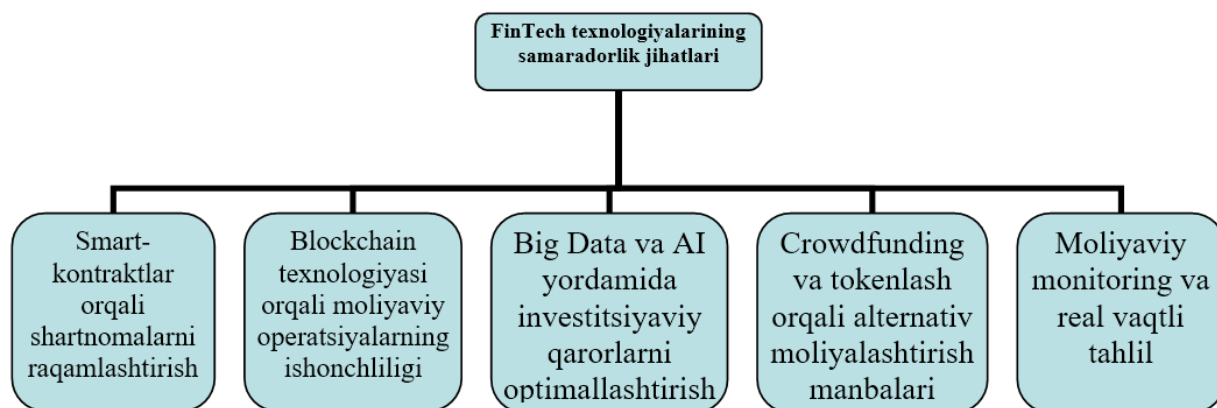 FinTech texnologiyalarining
samaradorlik jihatlari
Smart-
kontraktlar
orqali
shartnomalarni
raqamlashtirish
Blockchain
texnologiyasi
orqali moliyaviy
operatsiyalarning
ishonchliligi
Big Data va AI
yordamida
investitsiyaviy
qarorlarni
optimallashtirish
Crowdfunding
va tokenlash
orqali alternativ
moliyalashtirish
manbalari
Moliyaviy
monitoring va
real vaqtli
tahlil